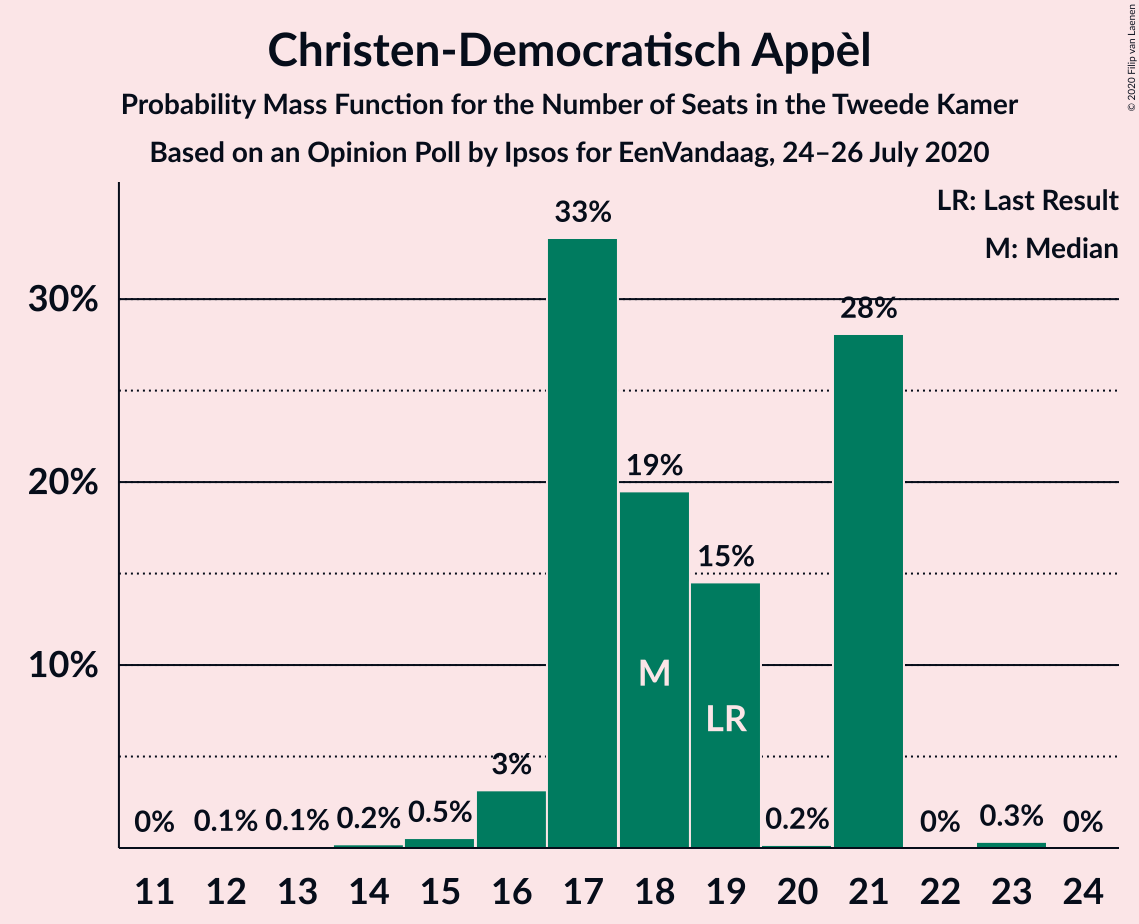 Christen-Democratisch Appèl
Probability Mass Function for the Number of Seats in the Tweede Kamer
Based on an Opinion Poll by Ipsos for EenVandaag, 24–26 July 2020
© 2020 Filip van Laenen
LR: Last Result
M: Median
30%
20%
10%
0%
0.1%
0.1%
0.2%
0.5%
3%
33%
19%
15%
0.2%
28%
0%
0.3%
0%
M
LR
11 12 13 14 15 16 17 18 19 20 21 22 23 24